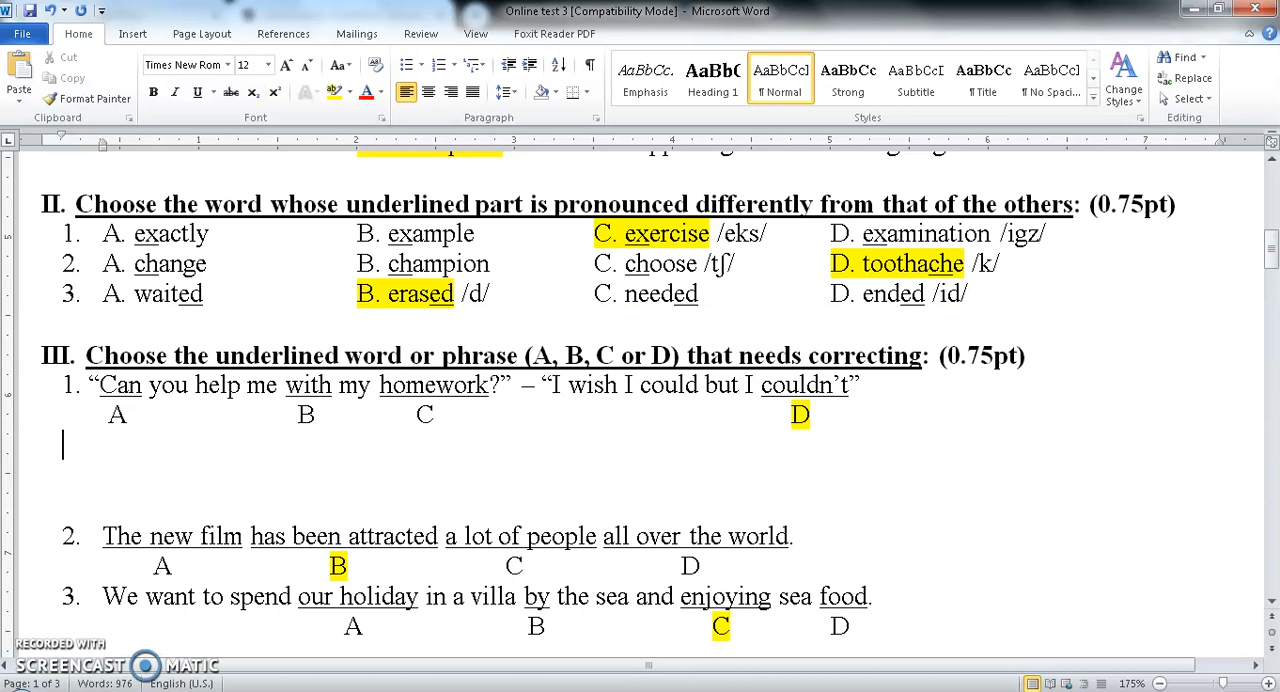 Online test 3 [Compatibility Mode] - Microsoft Word
File Home Insert Page Layout References Mailings Review View Foxit Reader PDF
Paste
Cut
Copy
Format Painter
Clipboard
Times New Rom 12
Font
Paragraph
AaBbCc. Emphasis
AaBb( Heading 1
AaBbCcI ¶ Normal
AaBbCc Strong
AaBbCcI Subtitle
AaBbCc ¶ Title
AaBbCcI ¶ No Spaci...
Change Styles
Styles
Find
Replace
Select
Editing
II. Choose the word whose underlined part is pronounced differently from that of the others: (0.75pt)
1. A. exactly B. example C. exercise /eks/ D. examination /igz/
2. A. change B. champion C. choose /tʃ/ D. toothache /k/
3. A. waited B. erased /d/ C. needed D. ended /id/
III. Choose the underlined word or phrase (A, B, C or D) that needs correcting: (0.75pt)
1. “Can you help me with my homework?” – “I wish I could but I couldn’t”
A B C D
2. The new film has been attracted a lot of people all over the world.
A B C D
3. We want to spend our holiday in a villa by the sea and enjoying sea food.
A B C D
RECORDED WITH
SCREENCAST MATIC
Page: 1 of 3 Words: 976 English (U.S.) 175%